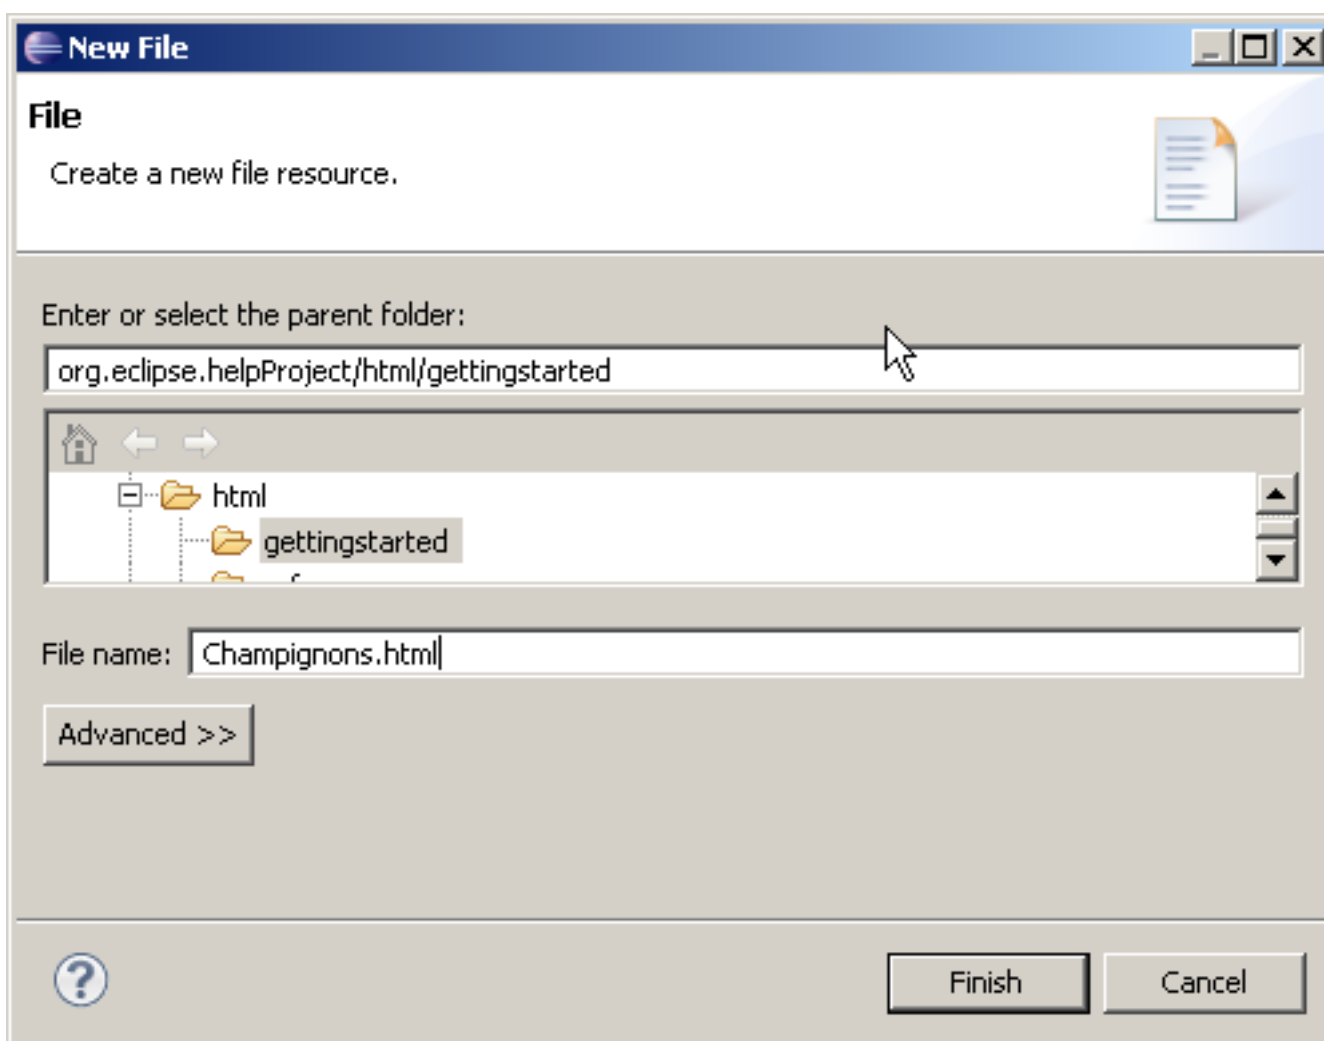 New File
File
Create a new file resource.
Enter or select the parent folder:
org.eclipse.helpProject/html/gettingstarted
html
gettingstarted
File name: Champignons.html
Advanced >>
Finish Cancel